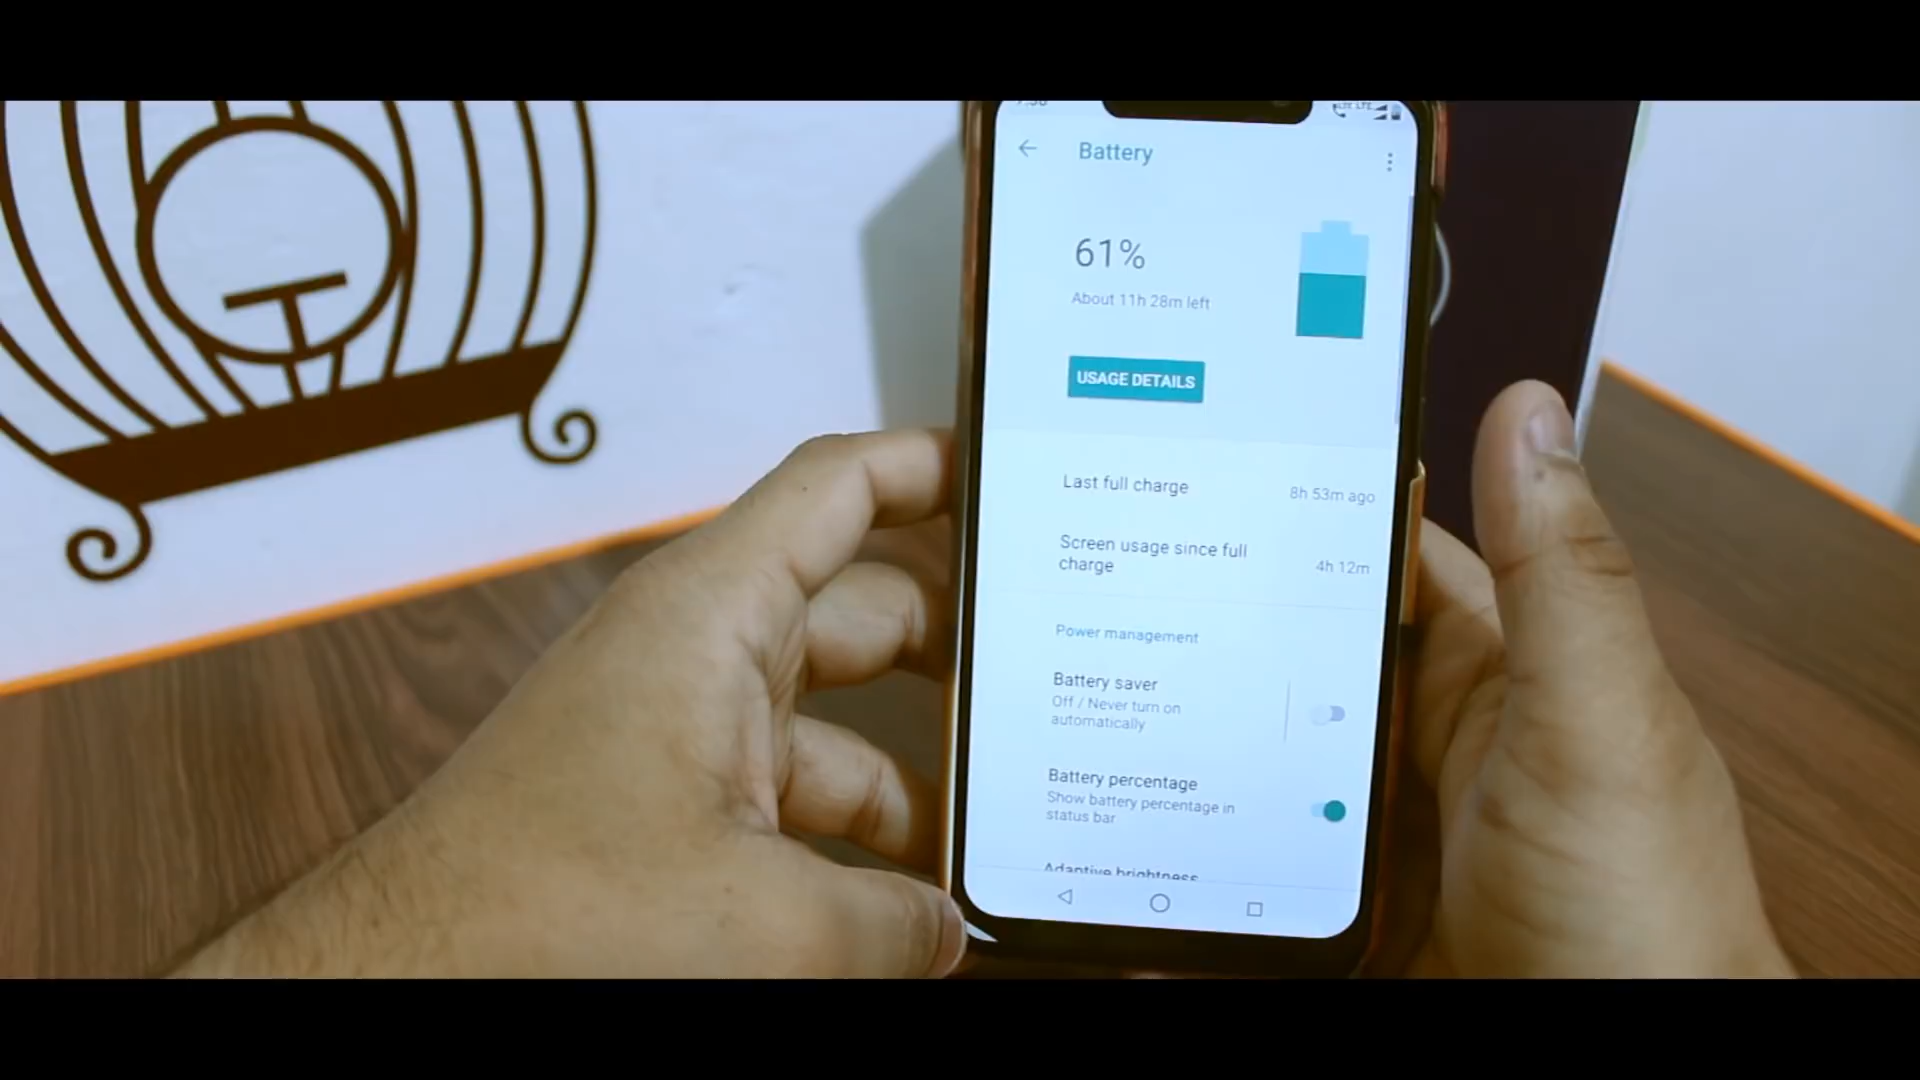 Battery
61%
About 11h 28m left
USAGE DETAILS
Last full charge
8h 53m ago
Screen usage since full
charge
4h 12m
Power management
Battery saver
Off / Never turn on
automatically
Battery percentage
Show battery percentage in
status bar
Adaptive brightness